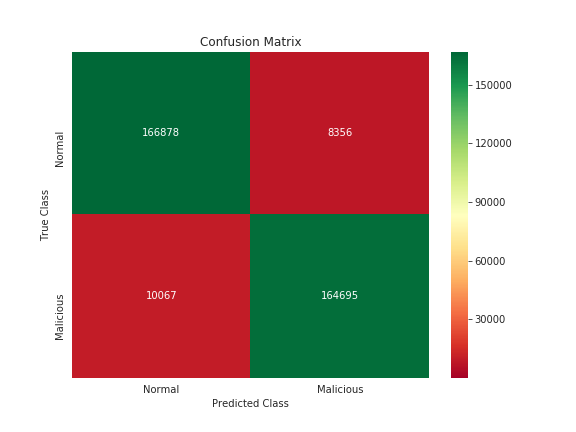 Confusion Matrix
True Class
Normal
166878
8356
Malicious
10067
164695
Normal
Malicious
Predicted Class
150000
120000
90000
60000
30000